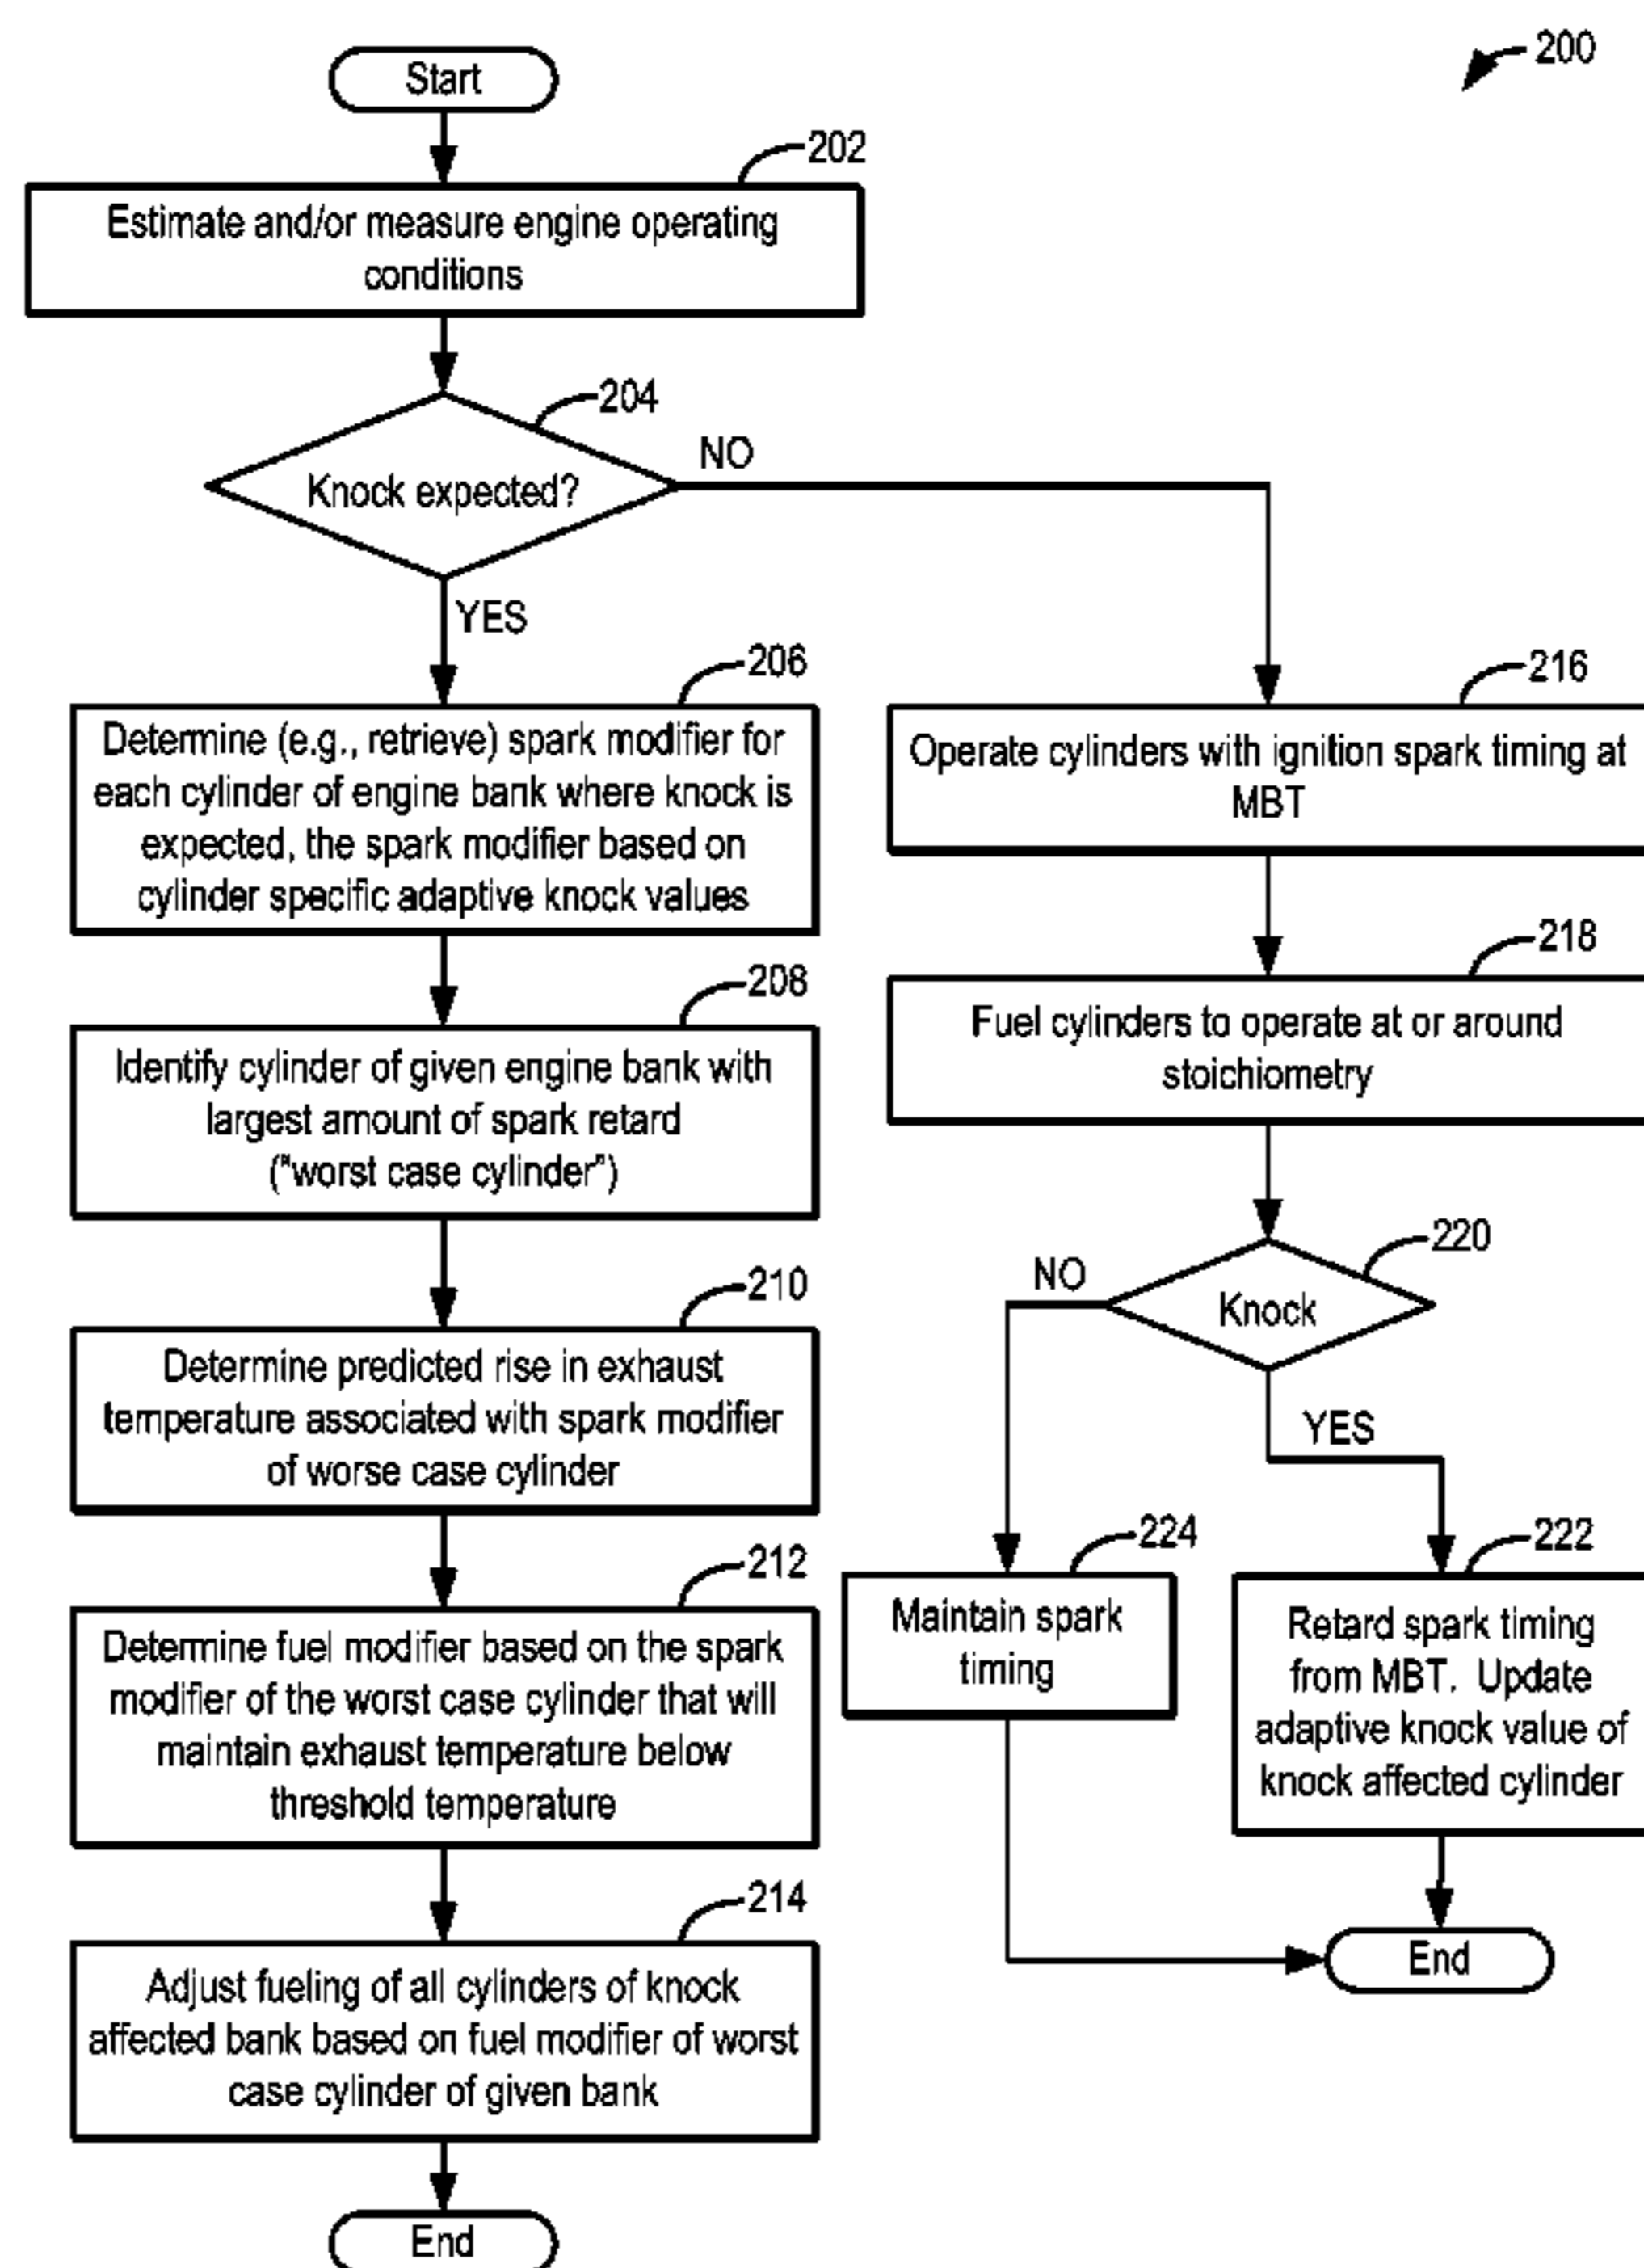 Start
200
202
Estimate and/or measure engine operating
conditions
204
Knock expected?
NO
YES
206
Determine (e.g., retrieve) spark modifier for
each cylinder of engine bank where knock is
expected, the spark modifier based on
cylinder specific adaptive knock values
208
Identify cylinder of given engine bank with
largest amount of spark retard
("worst case cylinder")
210
Determine predicted rise in exhaust
temperature associated with spark modifier
of worse case cylinder
212
Determine fuel modifier based on the spark
modifier of the worst case cylinder that will
maintain exhaust temperature below
threshold temperature
214
Adjust fueling of all cylinders of knock
affected bank based on fuel modifier of worst
case cylinder of given bank
End
216
Operate cylinders with ignition spark timing at
MBT
218
Fuel cylinders to operate at or around
stoichiometry
220
Knock
NO
YES
224
Maintain spark
timing
222
Retard spark timing
from MBT. Update
adaptive knock value of
knock affected cylinder
End